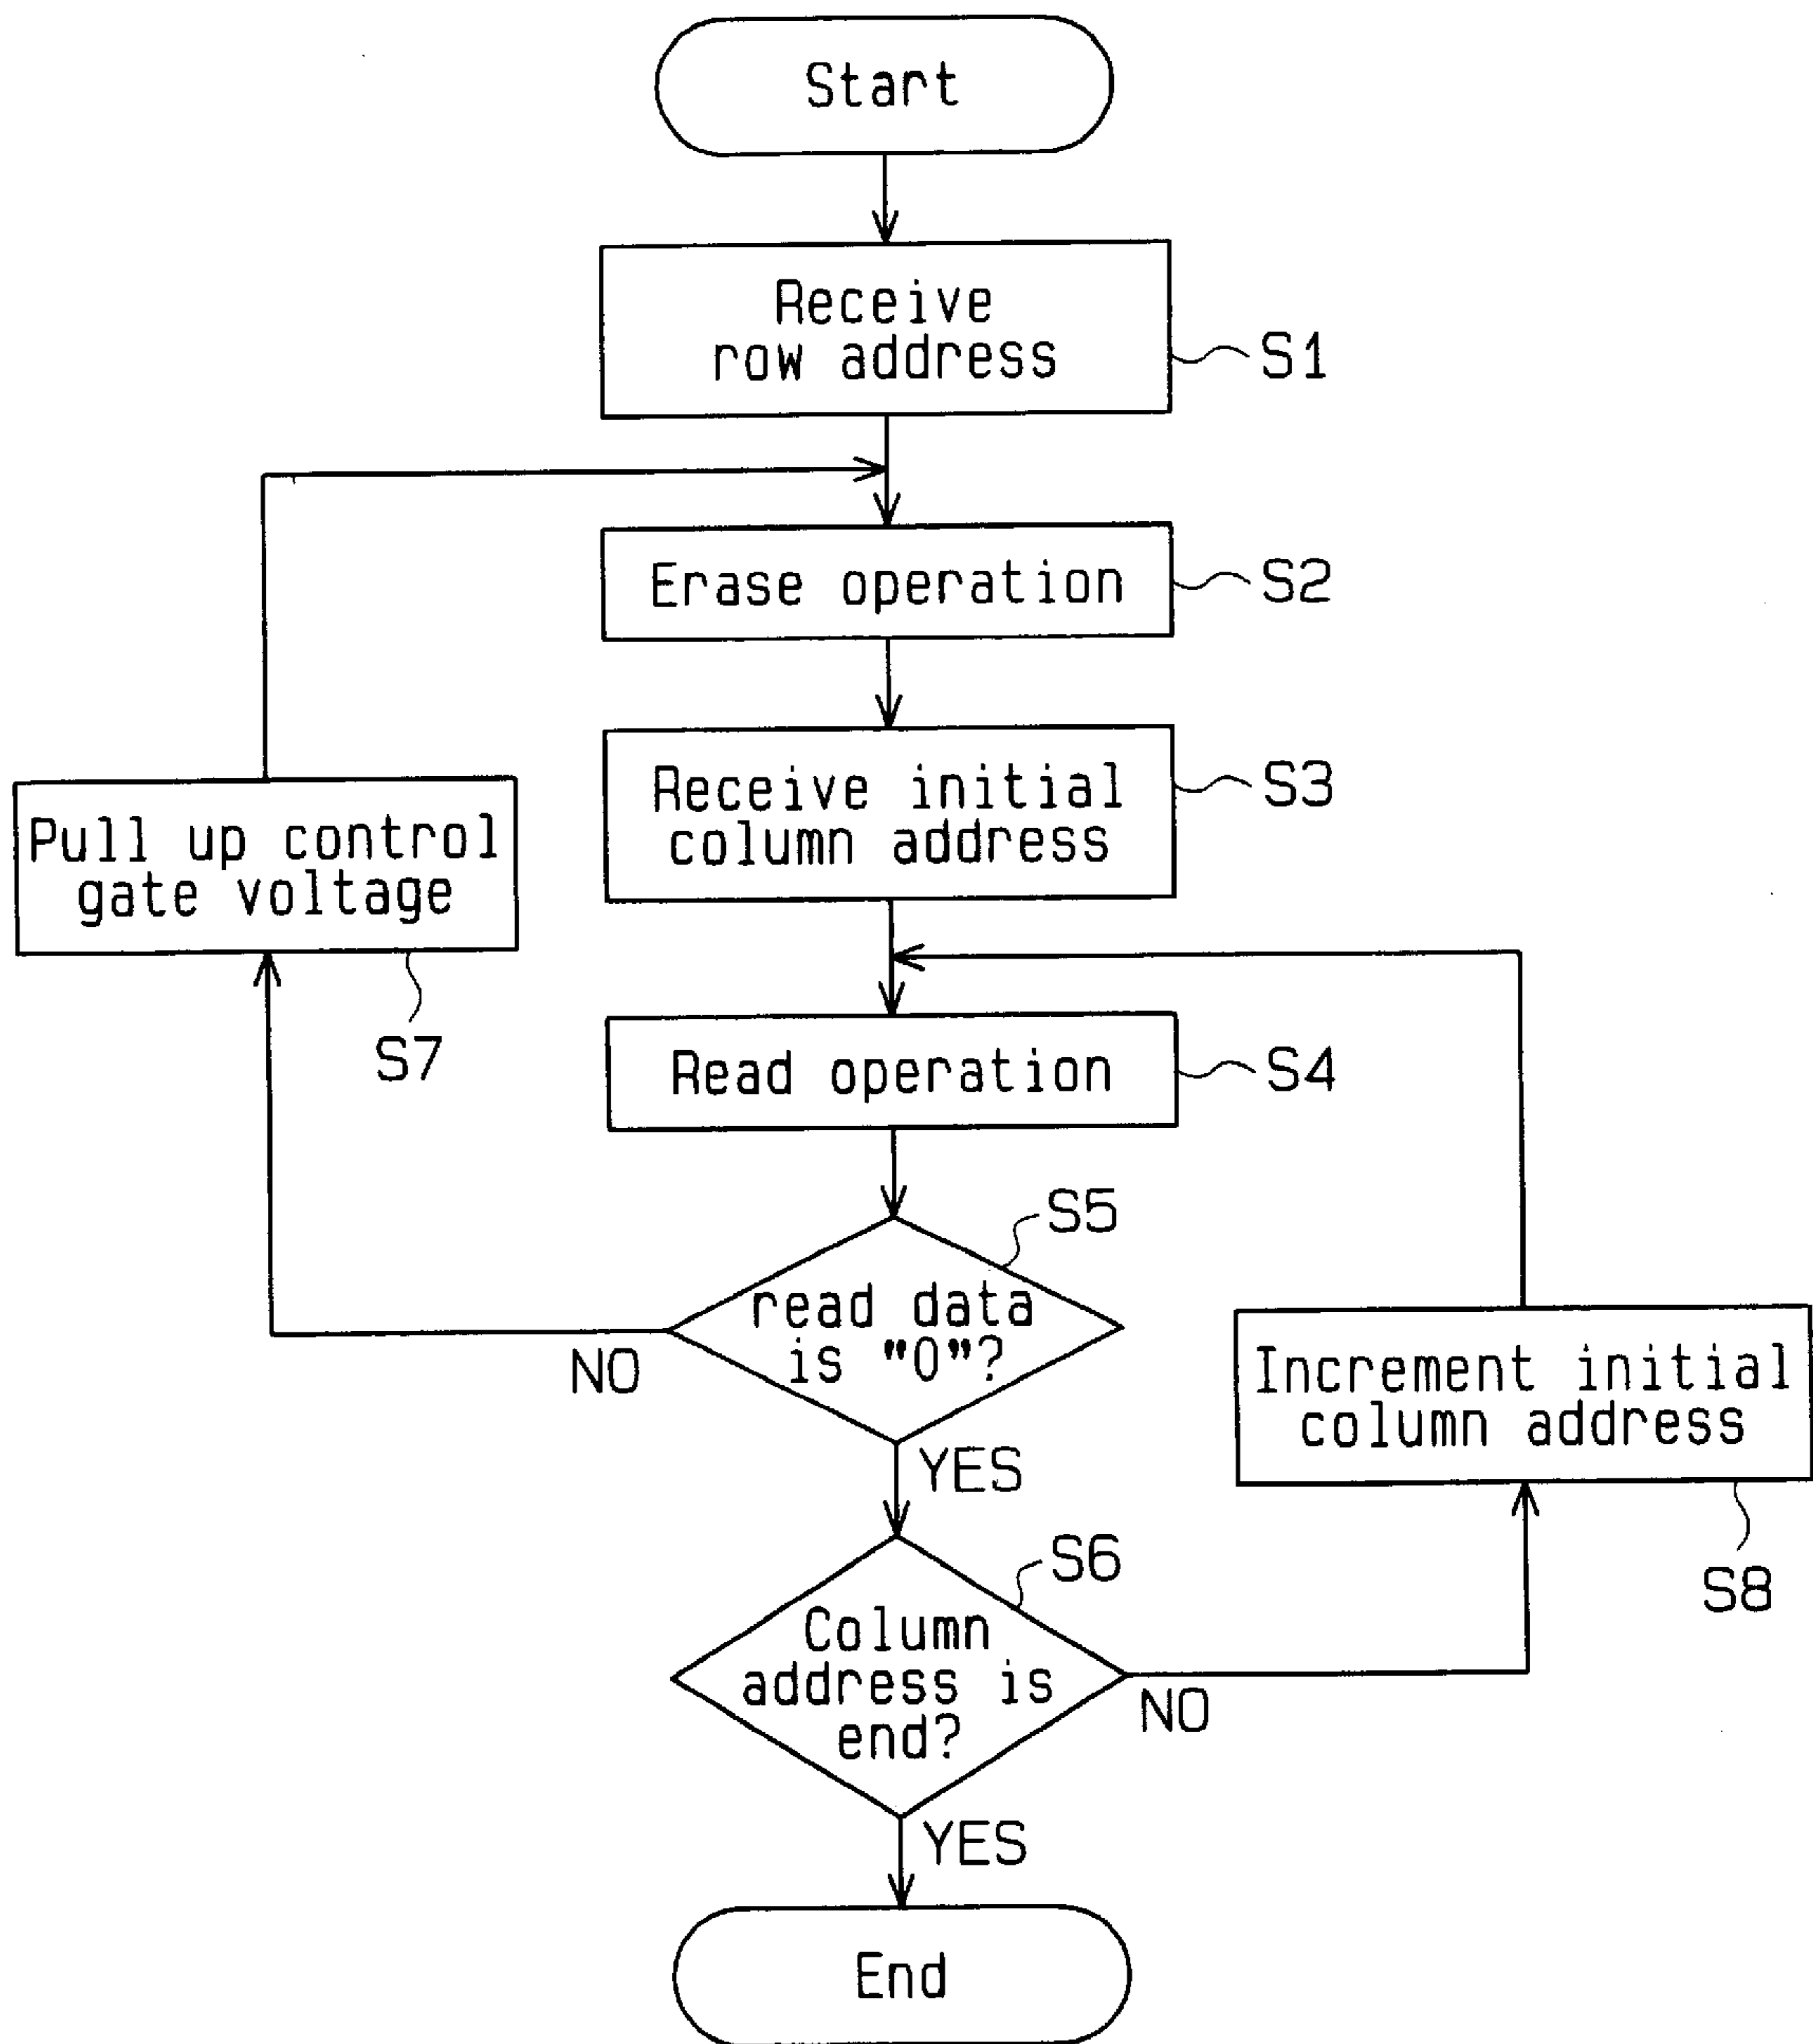 Start
Receive
row address
S1
Erase operation
S2
Receive initial
column address
S3
Pull up control
gate voltage
S7
Read operation
S4
S5
read data
is "0"?
NO
YES
Increment initial
column address
S8
S6
Column
address is
end?
NO
YES
End